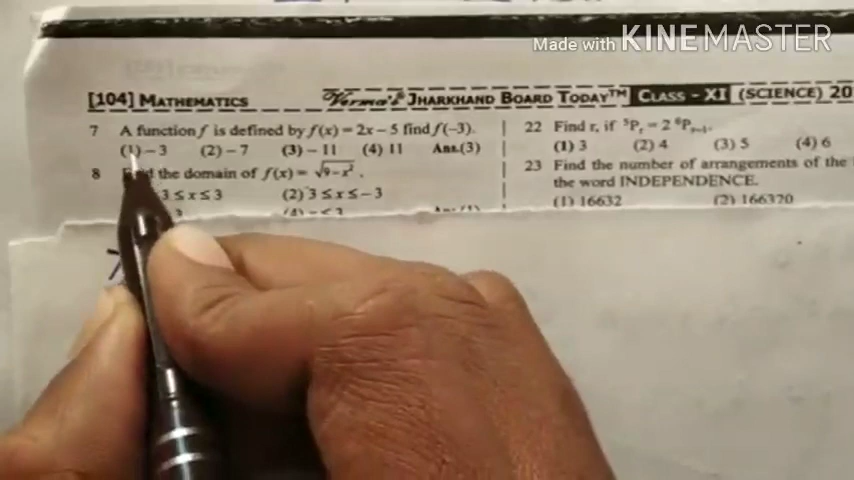 Made with KINEMASTER
[104] MATHEMATICS Verma's® JHARKHAND BOARD TODAY™ CLASS - XI (SCIENCE) 20
7 A function f is defined by f(x) = 2x – 5 find f(–3).
(1) – 3 (2) – 7 (3) – 11 (4) 11 Ans.(3)
8 the domain of f(x) = √9–x² .
3 ≤ x ≤ 3 (2) 3 ≤ x ≤ – 3
3
22 Find r, if ⁵Pᵣ = 2 ⁶Pᵣ₋₁.
(1) 3 (2) 4 (3) 5 (4) 6
23 Find the number of arrangements of the
the word INDEPENDENCE.
(1) 16632 (2) 166320